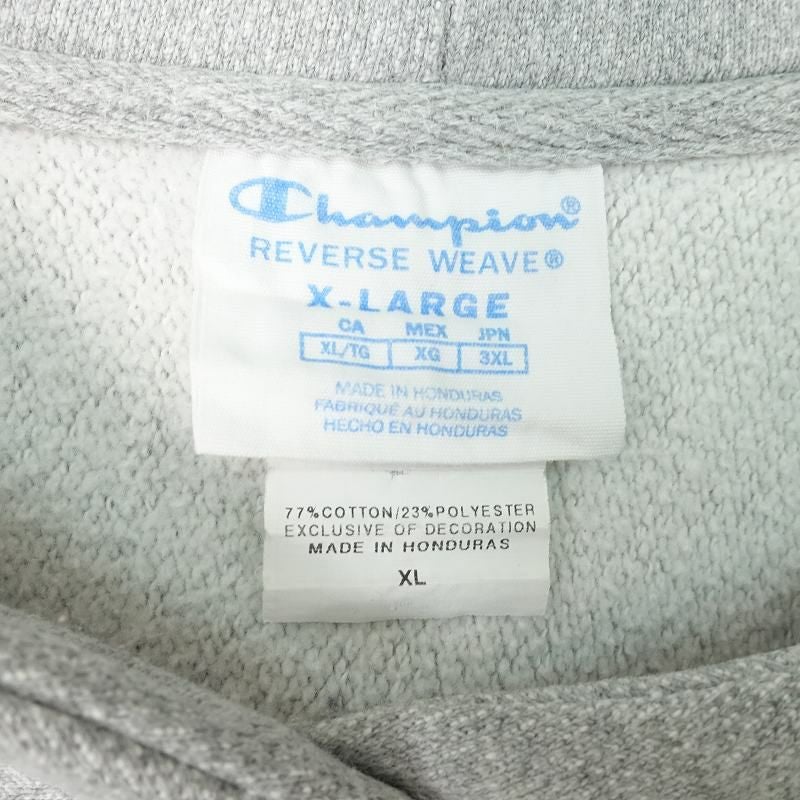 Champion®
REVERSE WEAVE®
X-LARGE
CA MEX JPN
XL/TG XG 3XL
MADE IN HONDURAS
FABRIQUÉ AU HONDURAS
HECHO EN HONDURAS
77%COTTON/23%POLYESTER
EXCLUSIVE OF DECORATION
MADE IN HONDURAS
XL